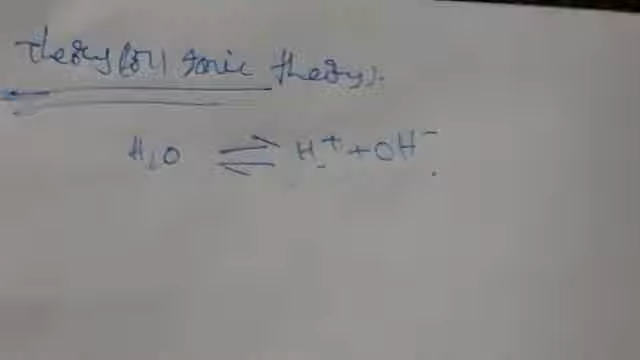 Theory (or) Ionic theory:
H₂O ⇌ H⁺ + OH⁻